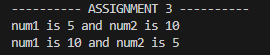 ---------- ASSIGNMENT 3 ----------
num1 is 5 and num2 is 10
num1 is 10 and num2 is 5